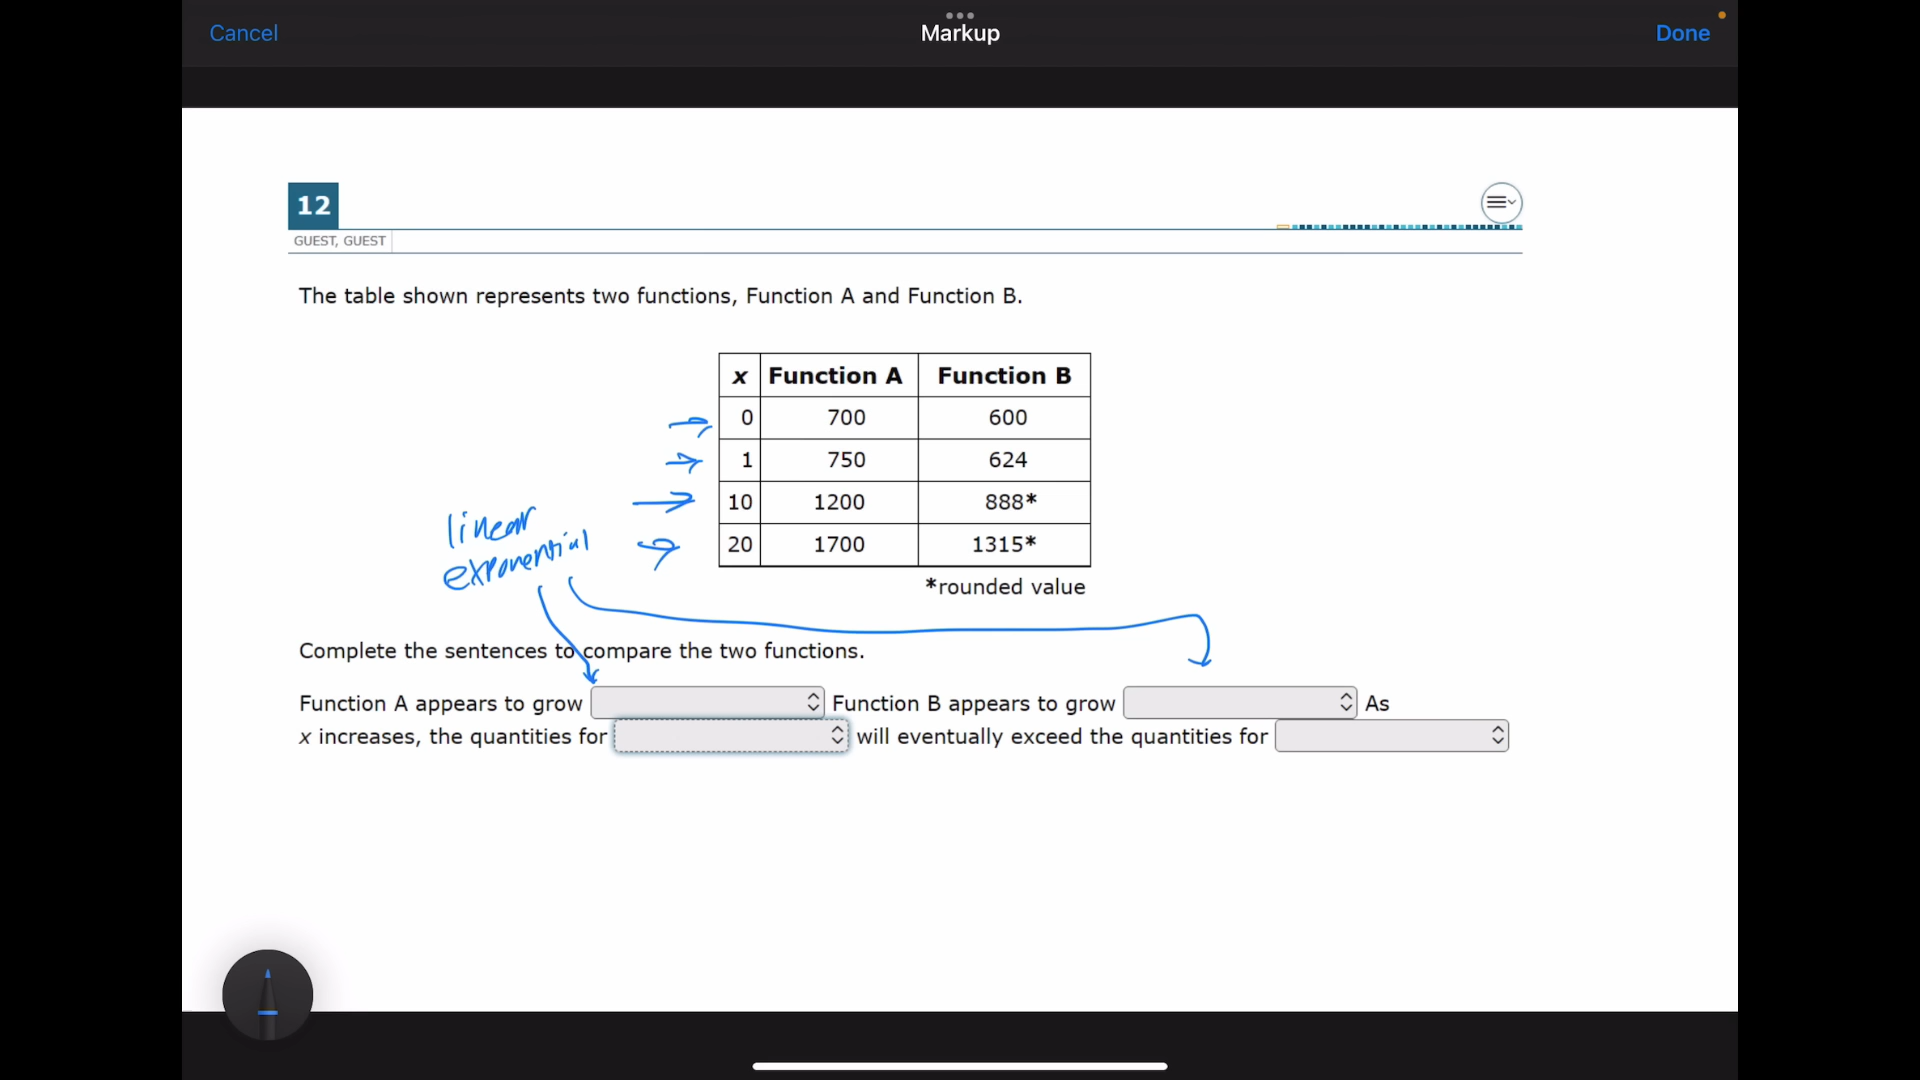 Cancel
Markup
Done
12
GUEST, GUEST
The table shown represents two functions, Function A and Function B.
x Function A Function B
0 700 600
1 750 624
10 1200 888*
20 1700 1315*
*rounded value
linear
exponential
Complete the sentences to compare the two functions.
Function A appears to grow Function B appears to grow As
x increases, the quantities for will eventually exceed the quantities for